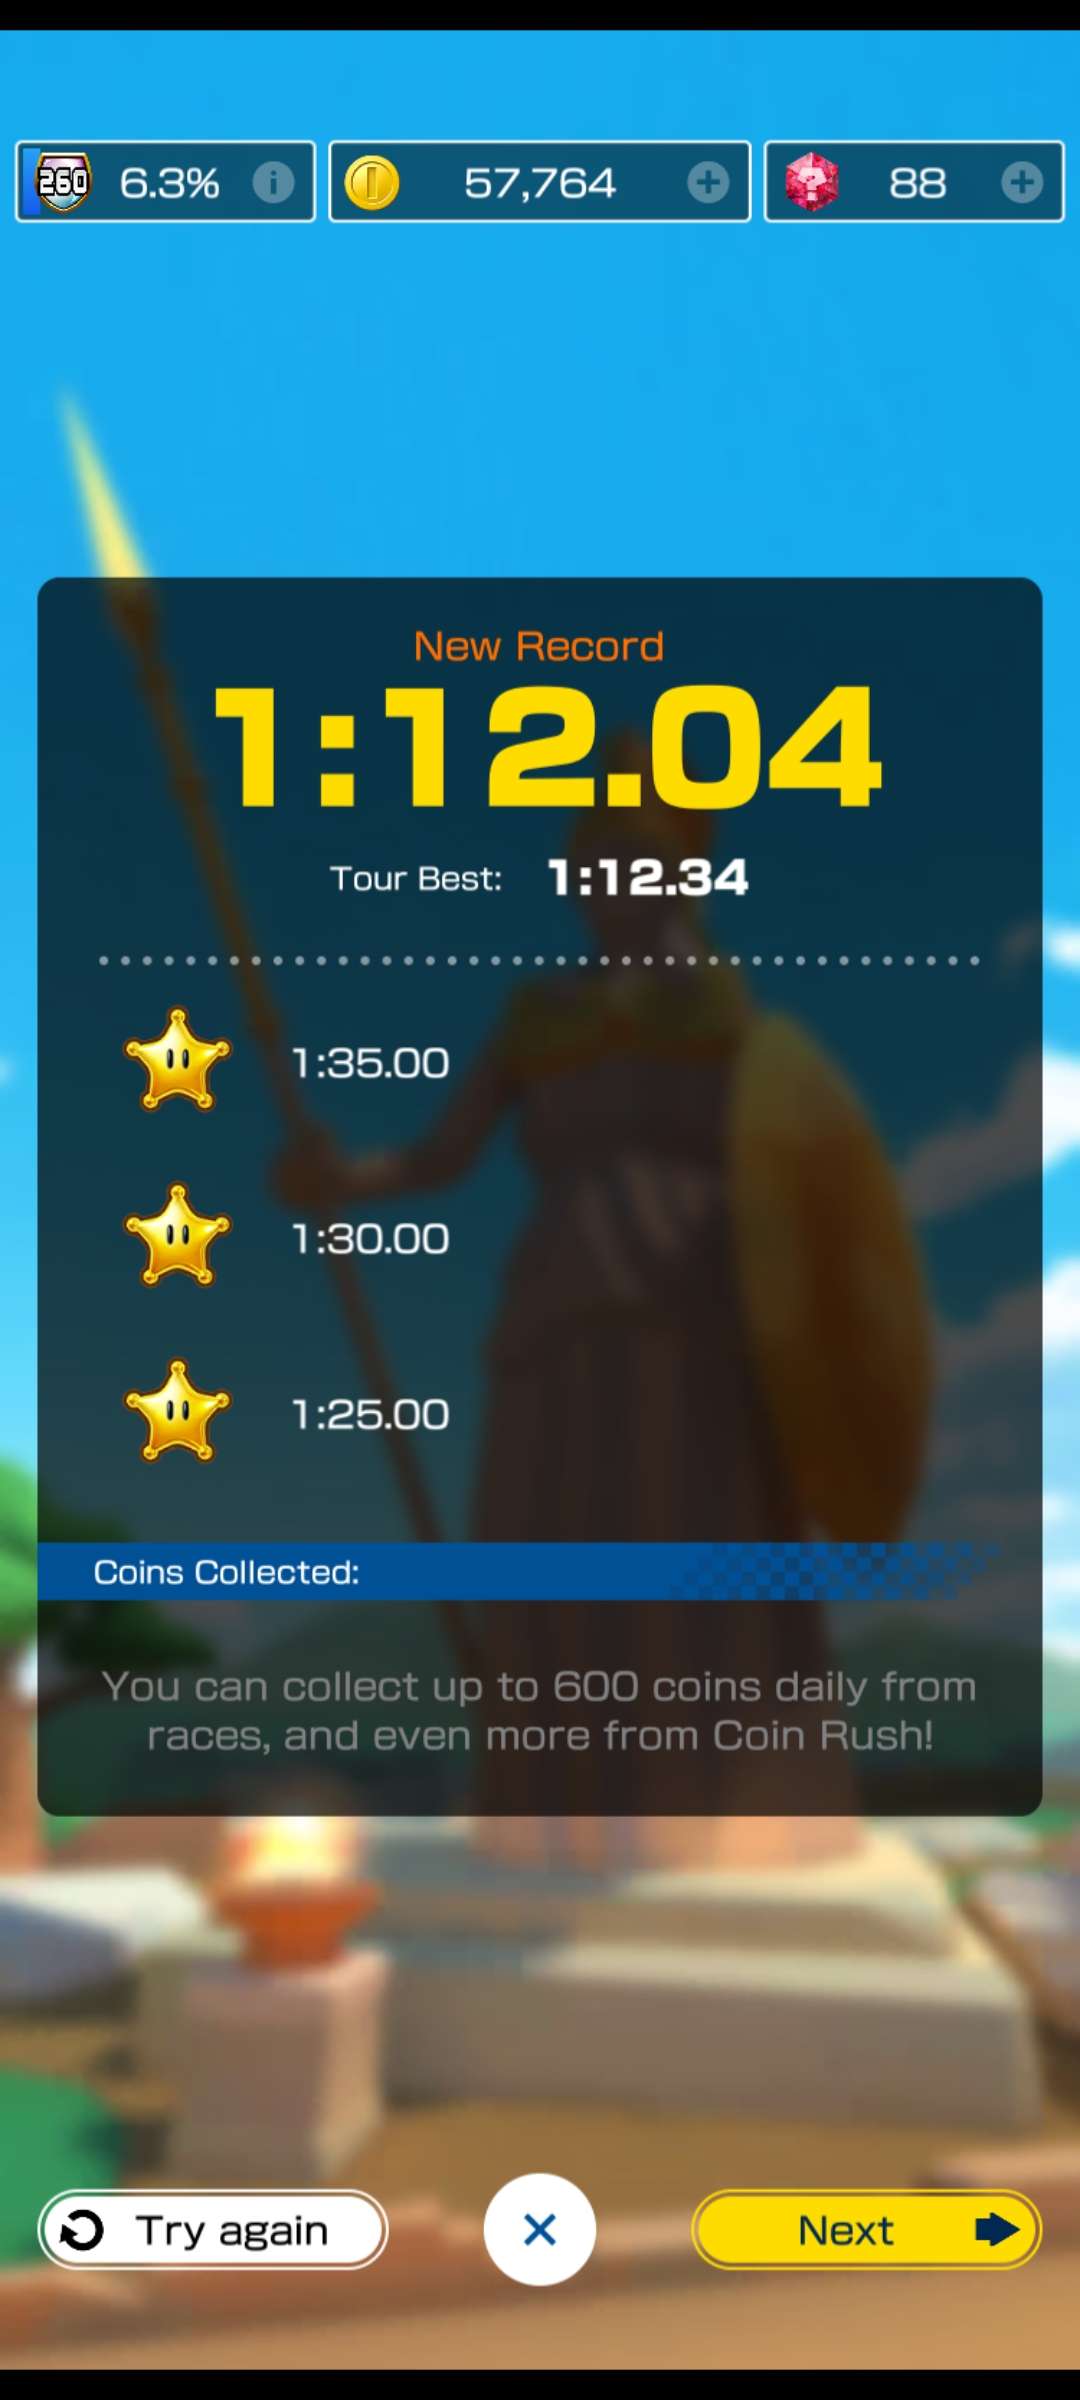 260 6.3% 57,764 88
New Record
1:12.04
Tour Best: 1:12.34
1:35.00
1:30.00
1:25.00
Coins Collected:
You can collect up to 600 coins daily from
races, and even more from Coin Rush!
Try again Next